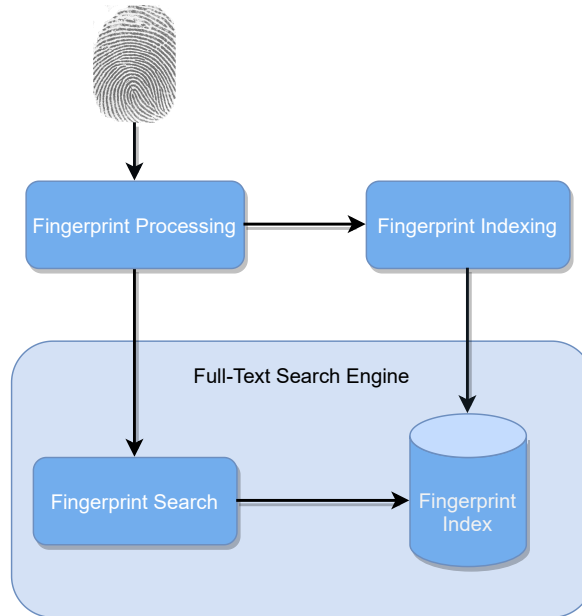 Fingerprint Processing
Fingerprint Indexing
Full-Text Search Engine
Fingerprint Search
Fingerprint
Index